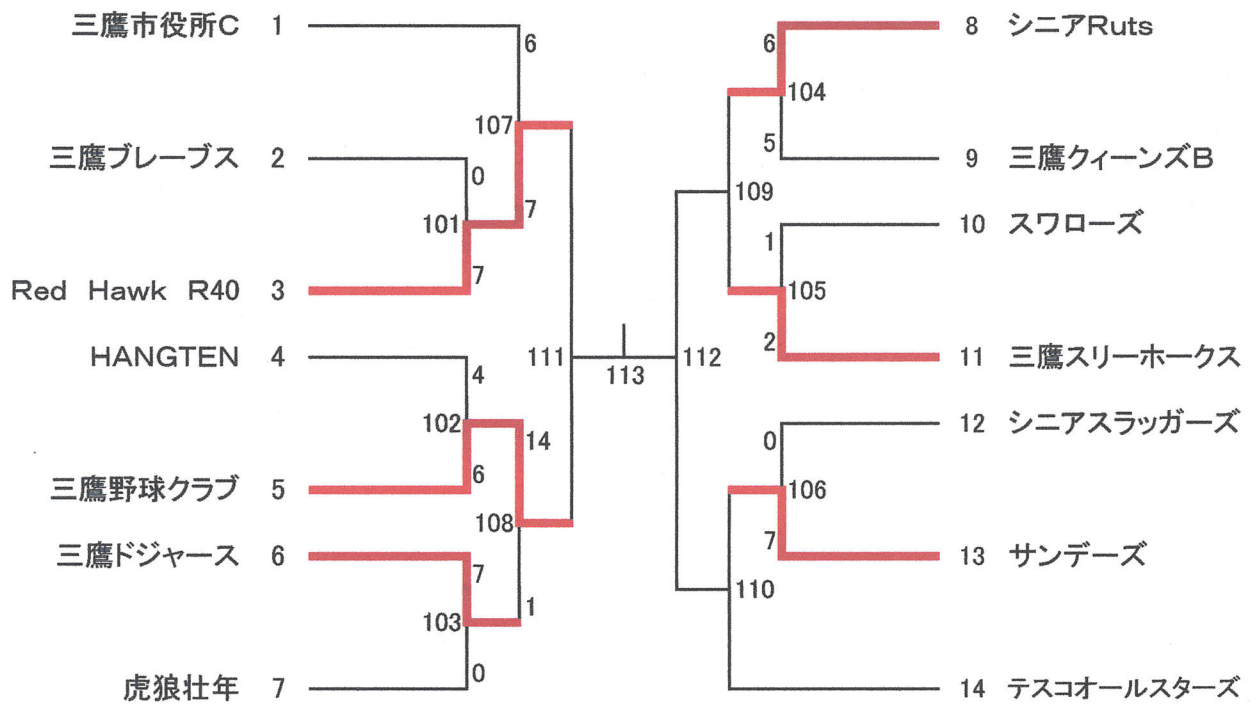 三鷹市役所C 1
6
107
三鷹ブレーブス 2
0
101
7
7
Red Hawk R40 3
HANGTEN 4
4
111
102
14
6
三鷹野球クラブ 5
108
三鷹ドジャース 6
7
1
103
0
虎狼壮年 7
113
8 シニアRuts
6
104
5
9 三鷹クィーンズB
109
10 スワローズ
1
105
2
11 三鷹スリーホークス
112
12 シニアスラッガーズ
0
106
7
13 サンデーズ
110
14 テスコオールスターズ